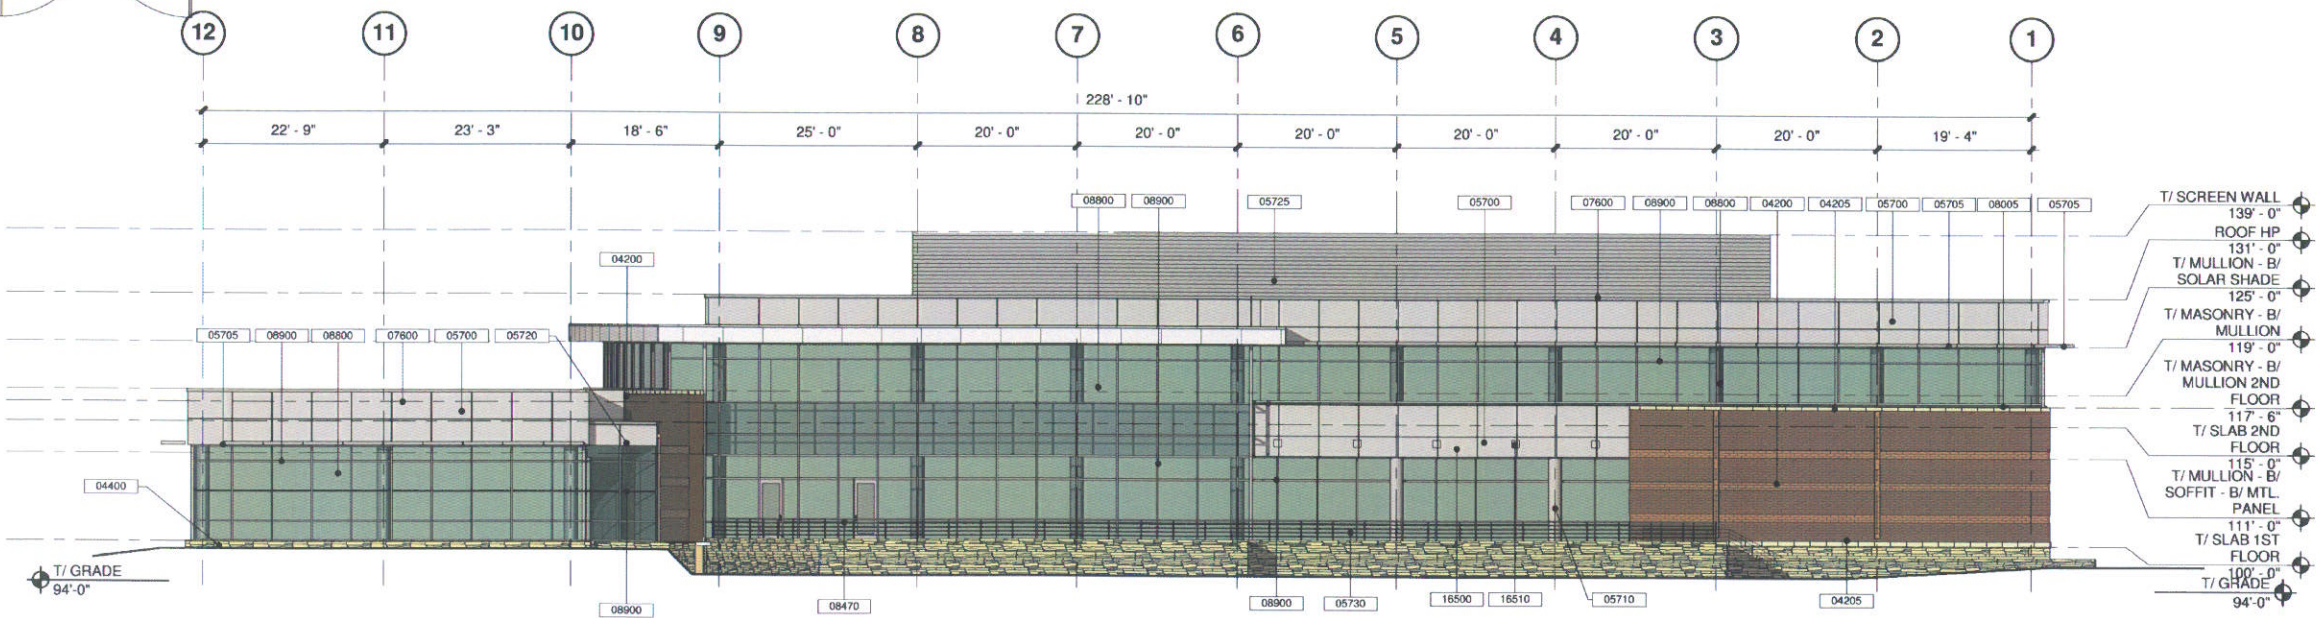 12 11 10 9 8 7 6 5 4 3 2 1
228' - 10"
22' - 9" 23' - 3" 18' - 6" 25' - 0" 20' - 0" 20' - 0" 20' - 0" 20' - 0" 20' - 0" 20' - 0" 19' - 4"
08800 08900 05725 05700 07600 08900 08800 04200 04205 05700 05705 08005 05705
04200
05705 08900 08800 07600 05700 05720
04400
T/ SCREEN WALL
139' - 0"
ROOF HP
131' - 0"
T/ MULLION - B/
SOLAR SHADE
125' - 0"
T/ MASONRY - B/
MULLION
119' - 0"
T/ MASONRY - B/
MULLION 2ND
FLOOR
117' - 6"
T/ SLAB 2ND
FLOOR
115' - 0"
T/ MULLION - B/
SOFFIT - B/ MTL.
PANEL
111' - 0"
T/ SLAB 1ST
FLOOR
100' - 0"
T/ GRADE
94'-0"
T/ GRADE
94'-0"
08900 08470 08900 05730 16500 16510 05710 04205